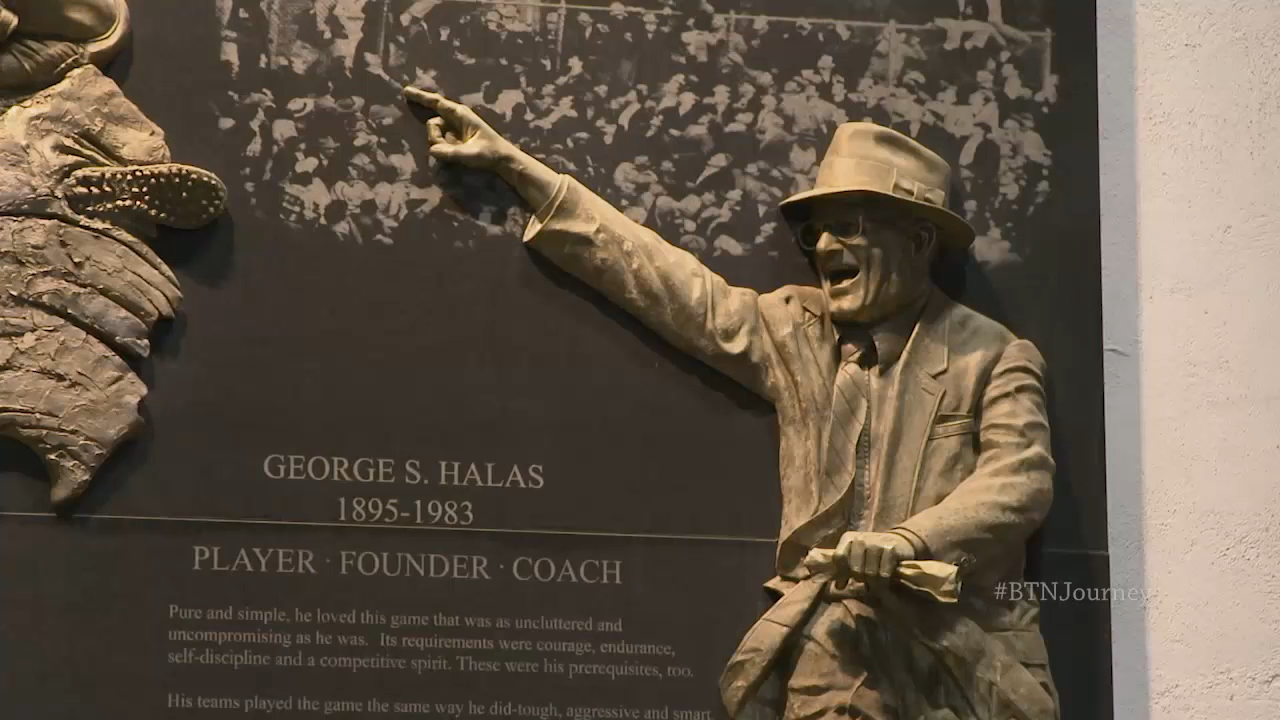 GEORGE S. HALAS
1895-1983
PLAYER · FOUNDER · COACH
Pure and simple, he loved this game that was as uncluttered and
uncompromising as he was. Its requirements were courage, endurance,
self-discipline and a competitive spirit. These were his prerequisites, too.
His teams played the game the same way he did-tough, aggressive and smart.
#BTNJourney